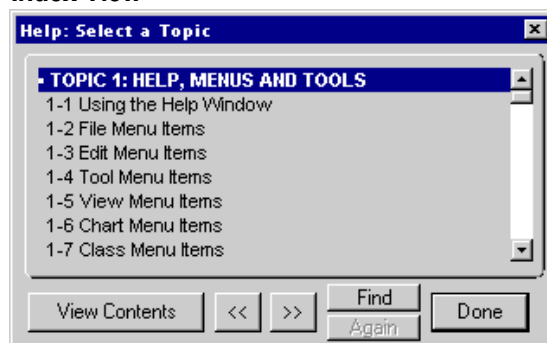 Index View
Help: Select a Topic
- TOPIC 1: HELP, MENUS AND TOOLS
1-1 Using the Help Window
1-2 File Menu Items
1-3 Edit Menu Items
1-4 Tool Menu Items
1-5 View Menu Items
1-6 Chart Menu Items
1-7 Class Menu Items
View Contents
<<
>>
Find
Again
Done